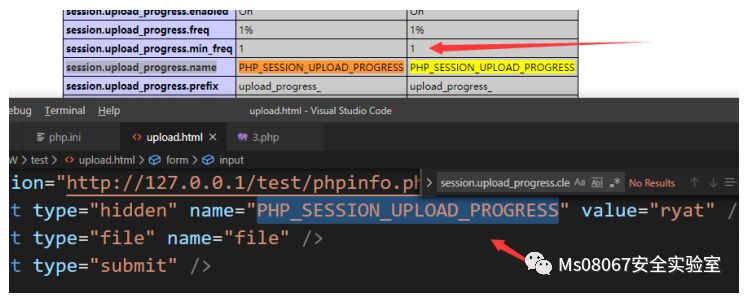 session.upload_progress.enabled On On
session.upload_progress.freq 1% 1%
session.upload_progress.min_freq 1 1
session.upload_progress.name PHP_SESSION_UPLOAD_PROGRESS PHP_SESSION_UPLOAD_PROGRESS
session.upload_progress.prefix upload_progress_ upload_progress_
ebug Terminal Help upload.html - Visual Studio Code
php.ini upload.html 3.php
W > test > upload.html > form > input
ion="http://127.0.0.1/test/phpinfo.ph
session.upload_progress.cle Aa Abl .* No Results
t type="hidden" name="PHP_SESSION_UPLOAD_PROGRESS" value="ryat" /
t type="file" name="file" />
t type="submit" />
Ms08067安全实验室